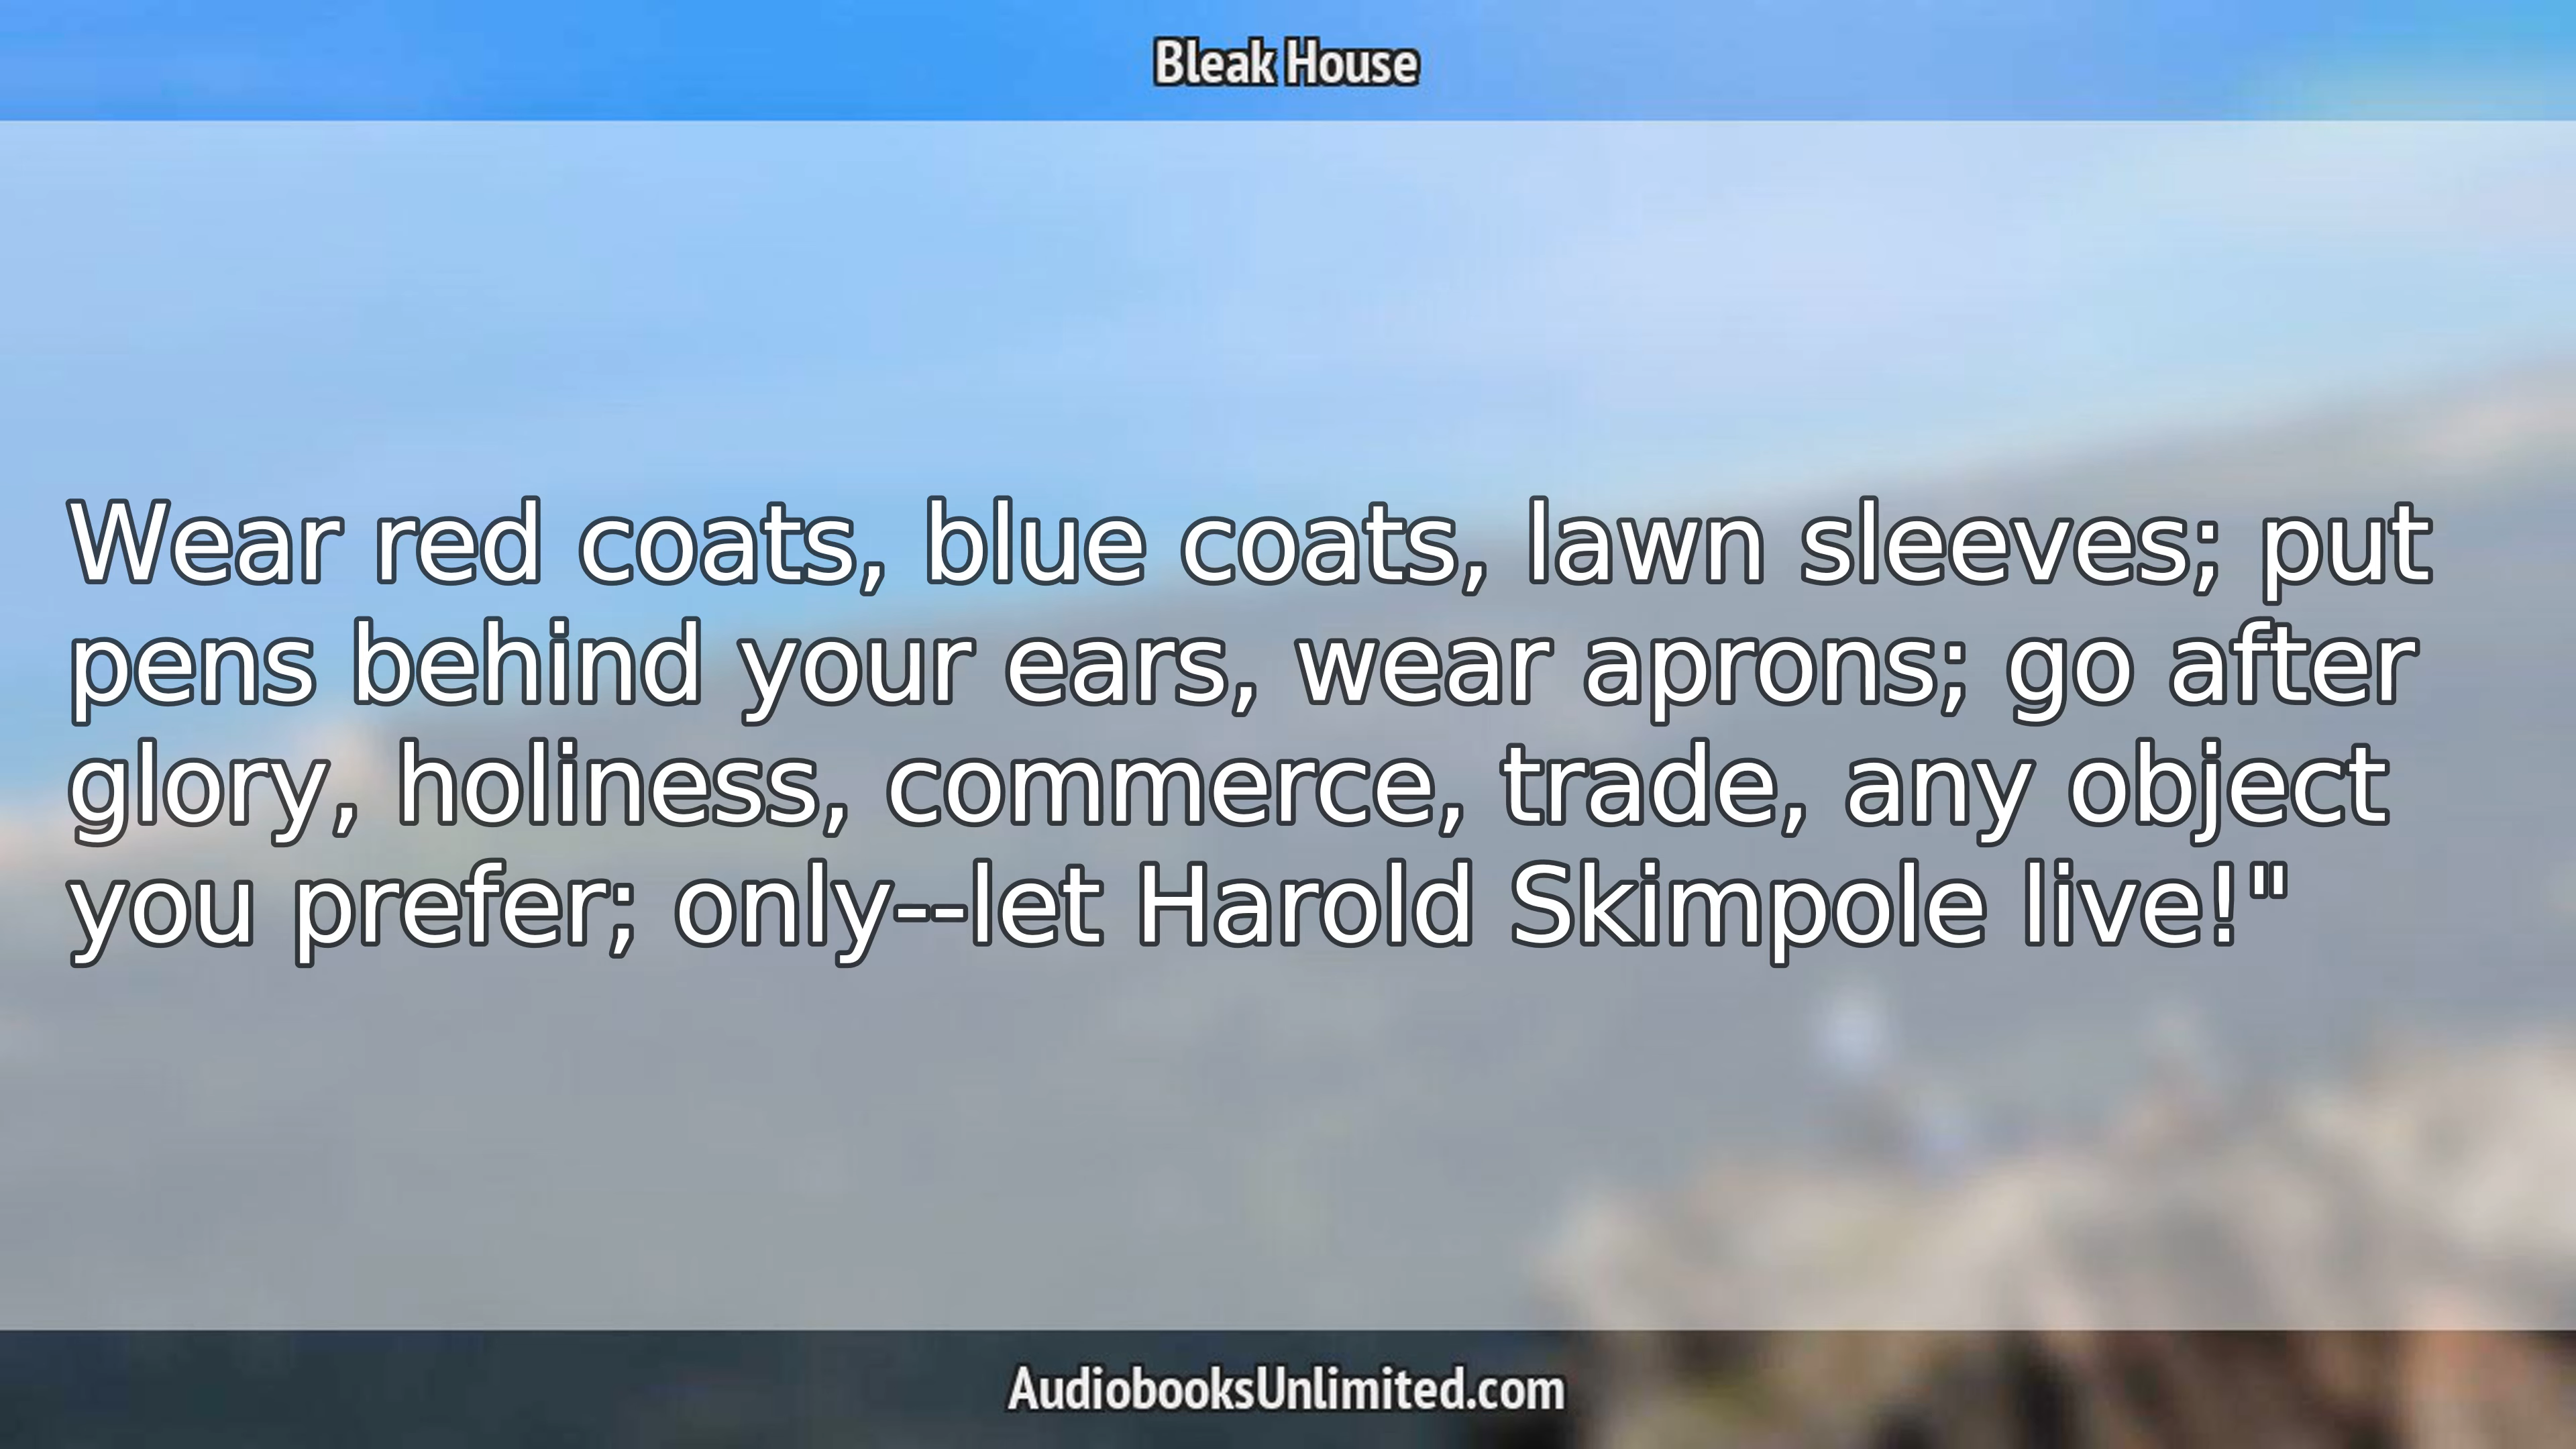 Bleak House
Wear red coats, blue coats, lawn sleeves; put
pens behind your ears, wear aprons; go after
glory, holiness, commerce, trade, any object
you prefer; only--let Harold Skimpole live!"
AudiobooksUnlimited.com